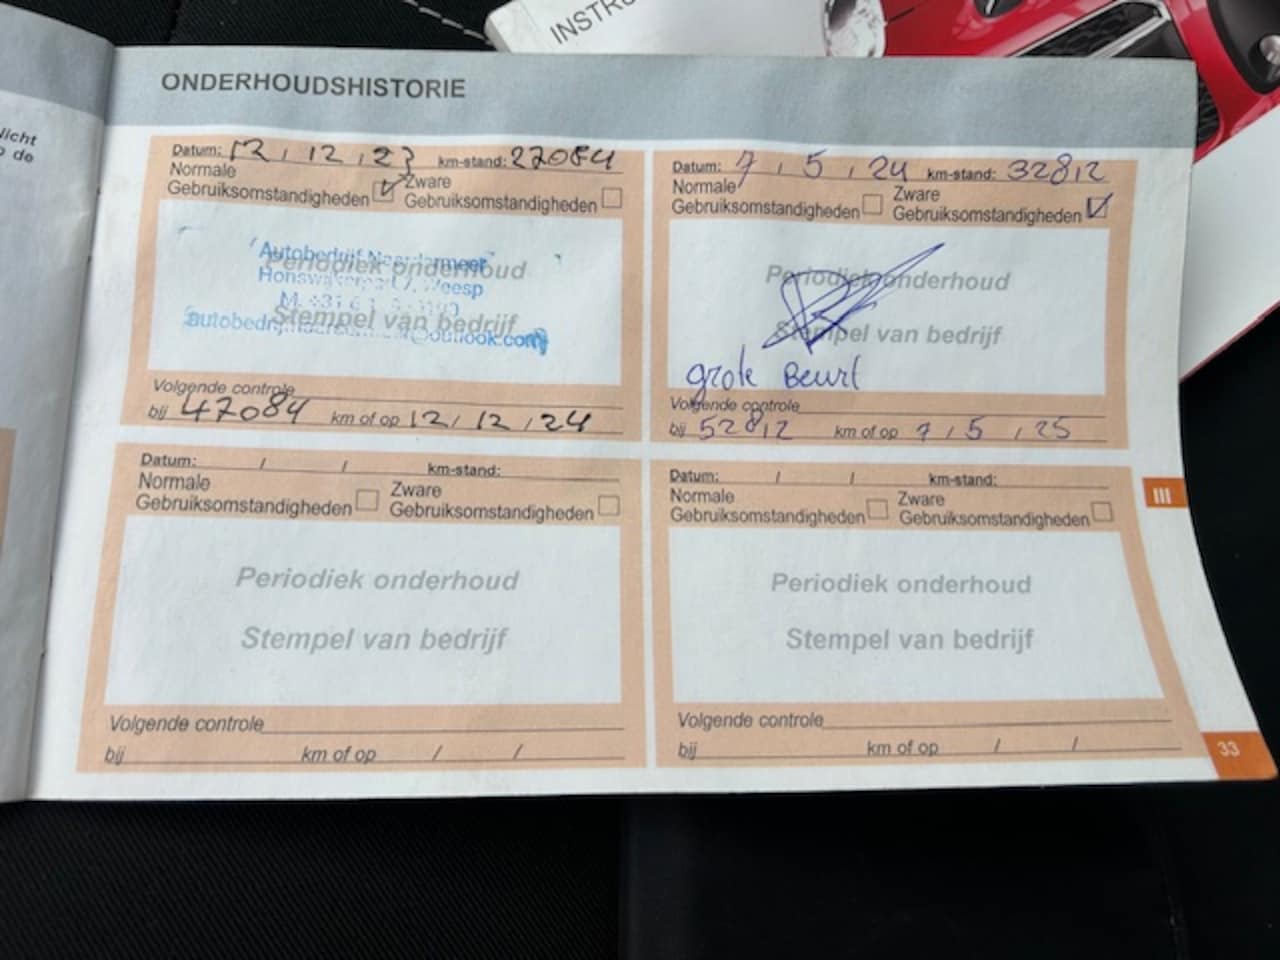 INSTRU
licht
o de
ONDERHOUDSHISTORIE
Datum: 12 / 12 / 23 km-stand: 27084
Normale Gebruiksomstandigheden ☑ Zware Gebruiksomstandigheden ☐
Autobedrijf
Periodiek onderhoud
Weesp
M. +31 6
Stempel van bedrijf
@outlook.com
Volgende controle
bij 47084 km of op 12 / 12 / 24
Datum: 7 / 5 / 24 km-stand: 32812
Normale Gebruiksomstandigheden ☐ Zware Gebruiksomstandigheden ☑
Periodiek onderhoud
Stempel van bedrijf
grote Beurt
Volgende controle
bij 52812 km of op 7 / 5 / 25
Datum: / / km-stand:
Normale Gebruiksomstandigheden ☐ Zware Gebruiksomstandigheden ☐
Periodiek onderhoud
Stempel van bedrijf
Volgende controle
bij km of op / /
Datum: / / km-stand:
Normale Gebruiksomstandigheden ☐ Zware Gebruiksomstandigheden ☐
Periodiek onderhoud
Stempel van bedrijf
Volgende controle
bij km of op / /
III
33